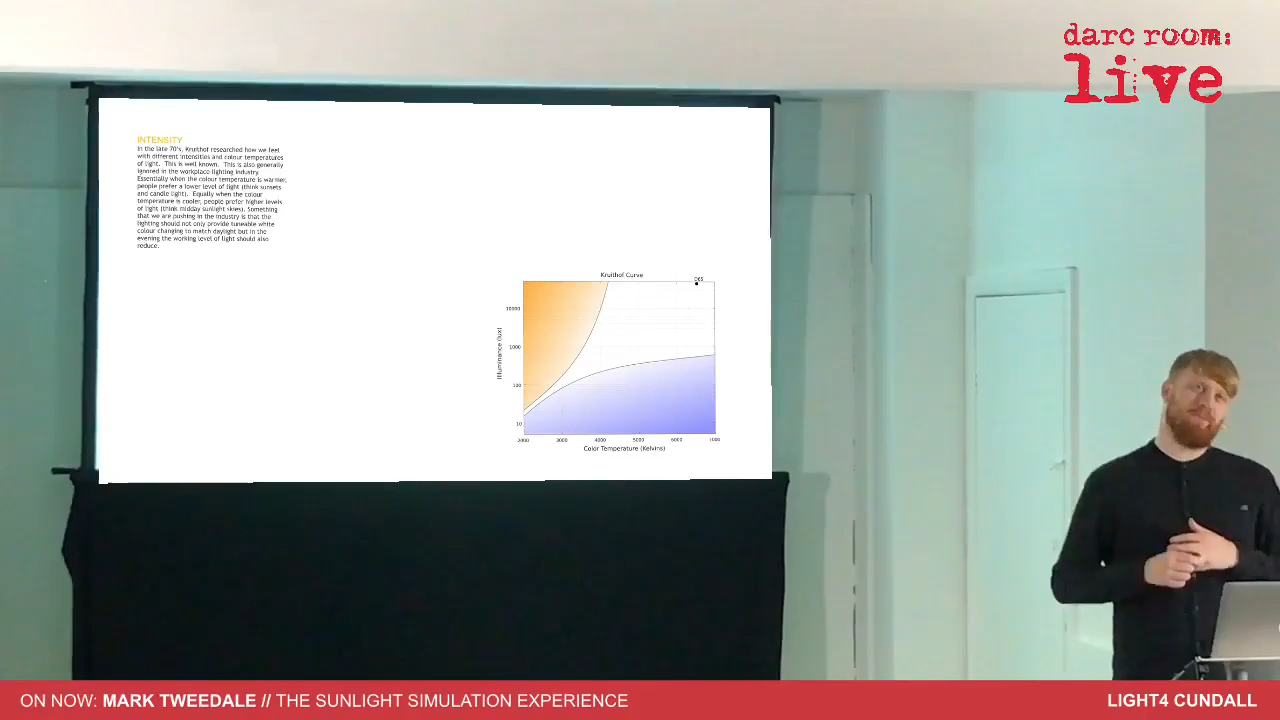 darc room:
live
INTENSITY
In the late 70's, Kruithof researched how we feel
with different intensities and colour temperatures
of light. This is well known. This is also generally
ignored in the workplace lighting industry.
Essentially when the colour temperature is warmer,
people prefer a lower level of light (think sunsets
and candle light). Equally when the colour
temperature is cooler, people prefer higher levels
of light (think midday sunlight skies). Something
that we are pushing in the industry is that the
lighting should not only provide tuneable white
colour changing to match daylight but in the
evening the working level of light should also
reduce.
Kruithof Curve
D65
10000
1000
100
10
Illuminance (lux)
2000 3000 4000 5000 6000
Color Temperature (Kelvins)
ON NOW: MARK TWEEDALE // THE SUNLIGHT SIMULATION EXPERIENCE
LIGHT4 CUNDALL